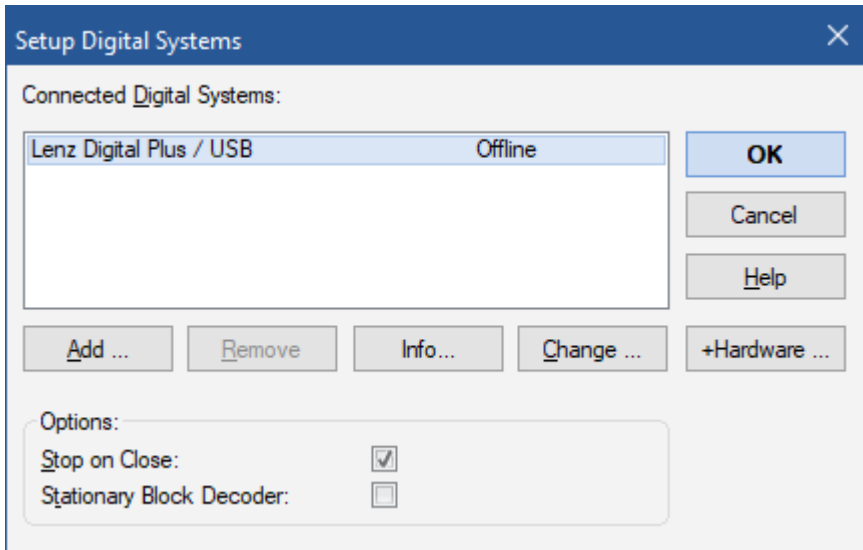 Setup Digital Systems
Connected Digital Systems:
Lenz Digital Plus / USB Offline
OK
Cancel
Help
Add ... Remove Info... Change ... +Hardware ...
Options:
Stop on Close:
Stationary Block Decoder: